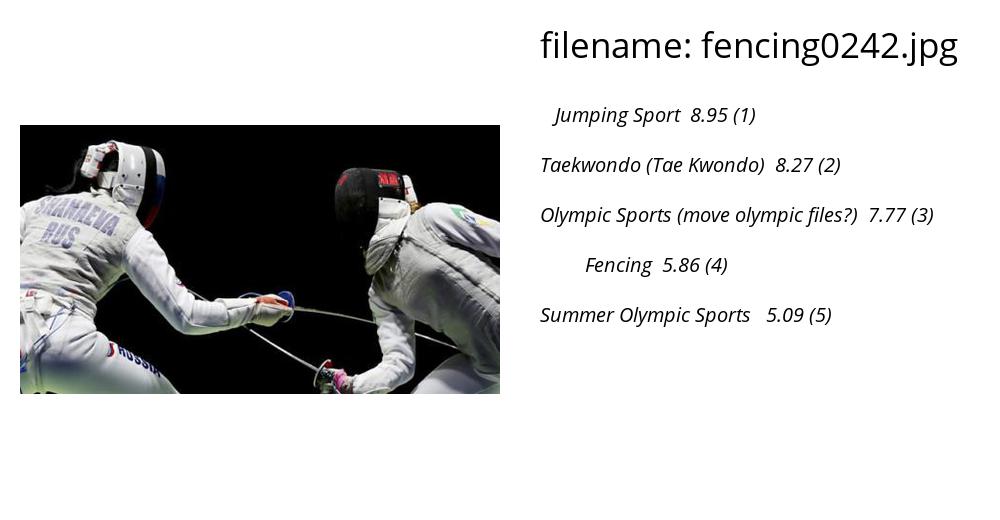 filename: fencing0242.jpg
Jumping Sport 8.95 (1)
Taekwondo (Tae Kwondo) 8.27 (2)
Olympic Sports (move olympic files?) 7.77 (3)
Fencing 5.86 (4)
Summer Olympic Sports 5.09 (5)
RUS
RUSSIA